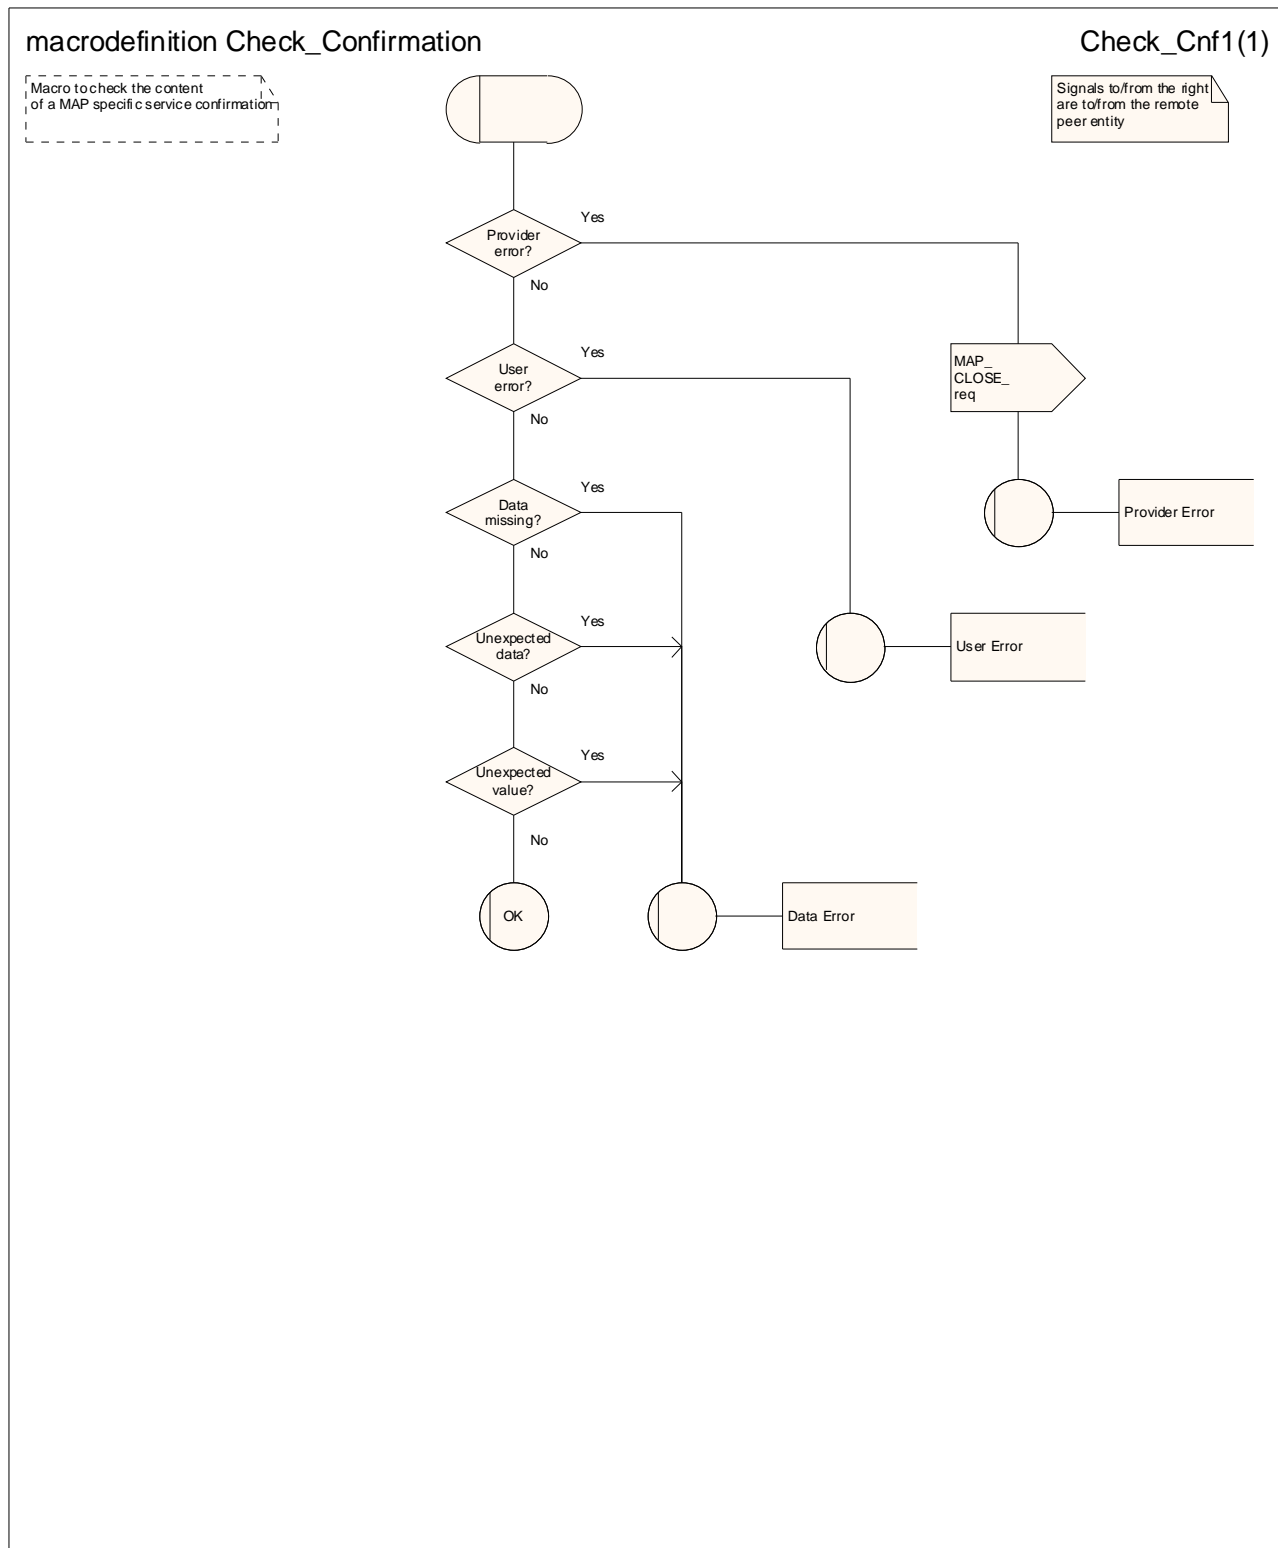 macrodefinition Check_Confirmation
Check_Cnf1(1)
Macro to check the content
of a MAP specific service confirmation
Signals to/from the right
are to/from the remote
peer entity
Provider
error?
Yes
No
User
error?
Yes
No
MAP_
CLOSE_
req
Data
missing?
Yes
No
Provider Error
Unexpected
data?
Yes
No
User Error
Unexpected
value?
Yes
No
OK
Data Error